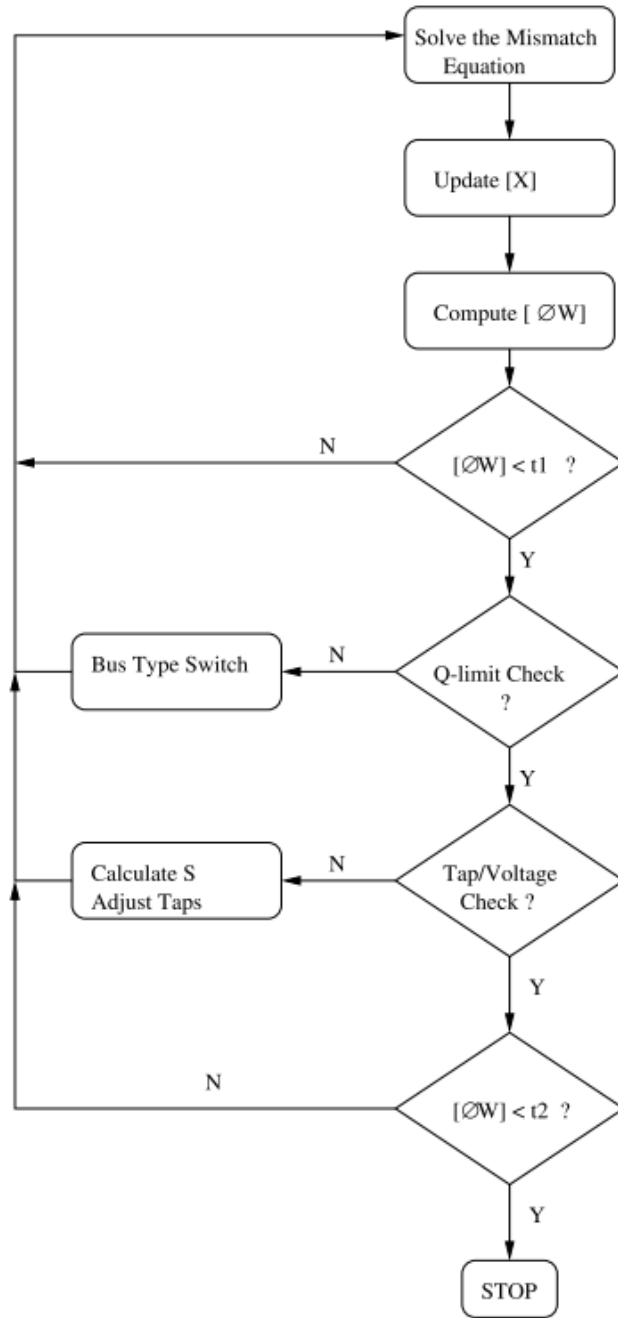 Solve the Mismatch
Equation
Update [X]
Compute [ ∅W]
N
[∅W] < t1 ?
Y
Bus Type Switch
N
Q-limit Check
?
Y
Calculate S
Adjust Taps
N
Tap/Voltage
Check ?
Y
N
[∅W] < t2 ?
Y
STOP